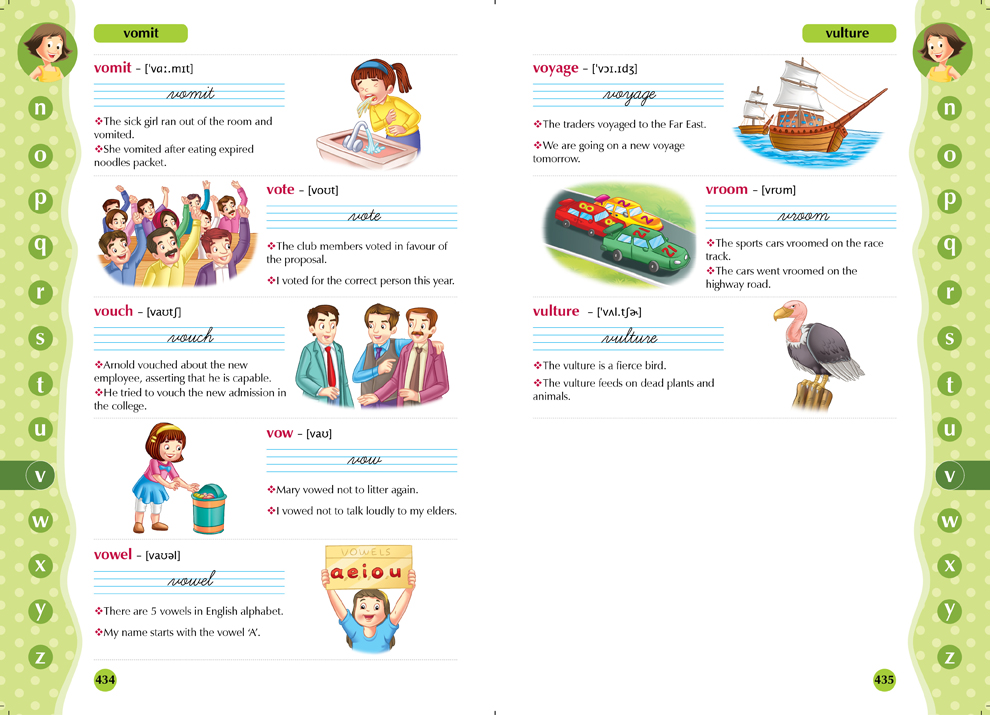 vomit
vomit – ['vɑː.mɪt]
vomit
❖The sick girl ran out of the room and
vomited.
❖She vomited after eating expired
noodles packet.
vote – [voʊt]
vote
❖The club members voted in favour of
the proposal.
❖I voted for the correct person this year.
vouch – [vaʊtʃ]
vouch
❖Arnold vouched about the new
employee, asserting that he is capable.
❖He tried to vouch the new admission in
the college.
vow – [vaʊ]
vow
❖Mary vowed not to litter again.
❖I vowed not to talk loudly to my elders.
vowel – [vaʊəl]
vowel
❖There are 5 vowels in English alphabet.
❖My name starts with the vowel ‘A’.
VOWELS
a e i o u
n
o
p
q
r
s
t
u
v
w
x
y
z
434
vulture
voyage – ['vɔɪ.ɪdʒ]
voyage
❖The traders voyaged to the Far East.
❖We are going on a new voyage
tomorrow.
vroom – [vrʊm]
vroom
❖The sports cars vroomed on the race
track.
❖The cars went vroomed on the
highway road.
8
2
21
vulture – ['vʌl.tʃɚ]
vulture
❖The vulture is a fierce bird.
❖The vulture feeds on dead plants and
animals.
n
o
p
q
r
s
t
u
v
w
x
y
z
435